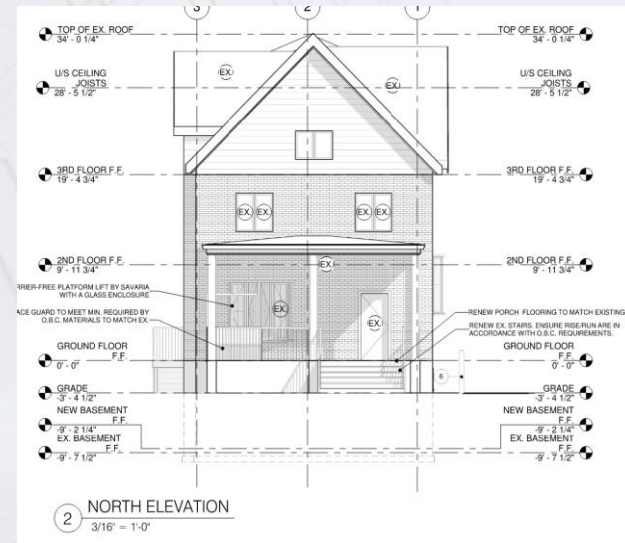 3 2 1
TOP OF EX. ROOF
34' - 0 1/4"
TOP OF EX. ROOF
34' - 0 1/4"
U/S CEILING
JOISTS
28' - 5 1/2"
EX.
EX.
U/S CEILING
JOISTS
28' - 5 1/2"
3RD FLOOR F.F.
19' - 4 3/4"
3RD FLOOR F.F.
19' - 4 3/4"
EX. EX. EX. EX.
2ND FLOOR F.F.
9' - 11 3/4"
EX.
2ND FLOOR F.F.
9' - 11 3/4"
RRIER-FREE PLATFORM LIFT BY SAVARIA
WITH A GLASS ENCLOSURE
ACE GUARD TO MEET MIN. REQUIRED BY
O.B.C. MATERIALS TO MATCH EX.
EX.
EX.
RENEW PORCH FLOORING TO MATCH EXISTING
RENEW EX. STAIRS. ENSURE RISE/RUN ARE IN
ACCORDANCE WITH O.B.C. REQUIREMENTS.
GROUND FLOOR
F.F.
0' - 0"
GROUND FLOOR
F.F.
0' - 0"
6
GRADE
-3' - 4 1/2"
GRADE
-3' - 4 1/2"
NEW BASEMENT
F.F.
-9' - 2 1/4"
NEW BASEMENT
F.F.
-9' - 2 1/4"
EX. BASEMENT
F.F.
-9' - 7 1/2"
EX. BASEMENT
F.F.
-9' - 7 1/2"
2 NORTH ELEVATION
3/16" = 1'-0"